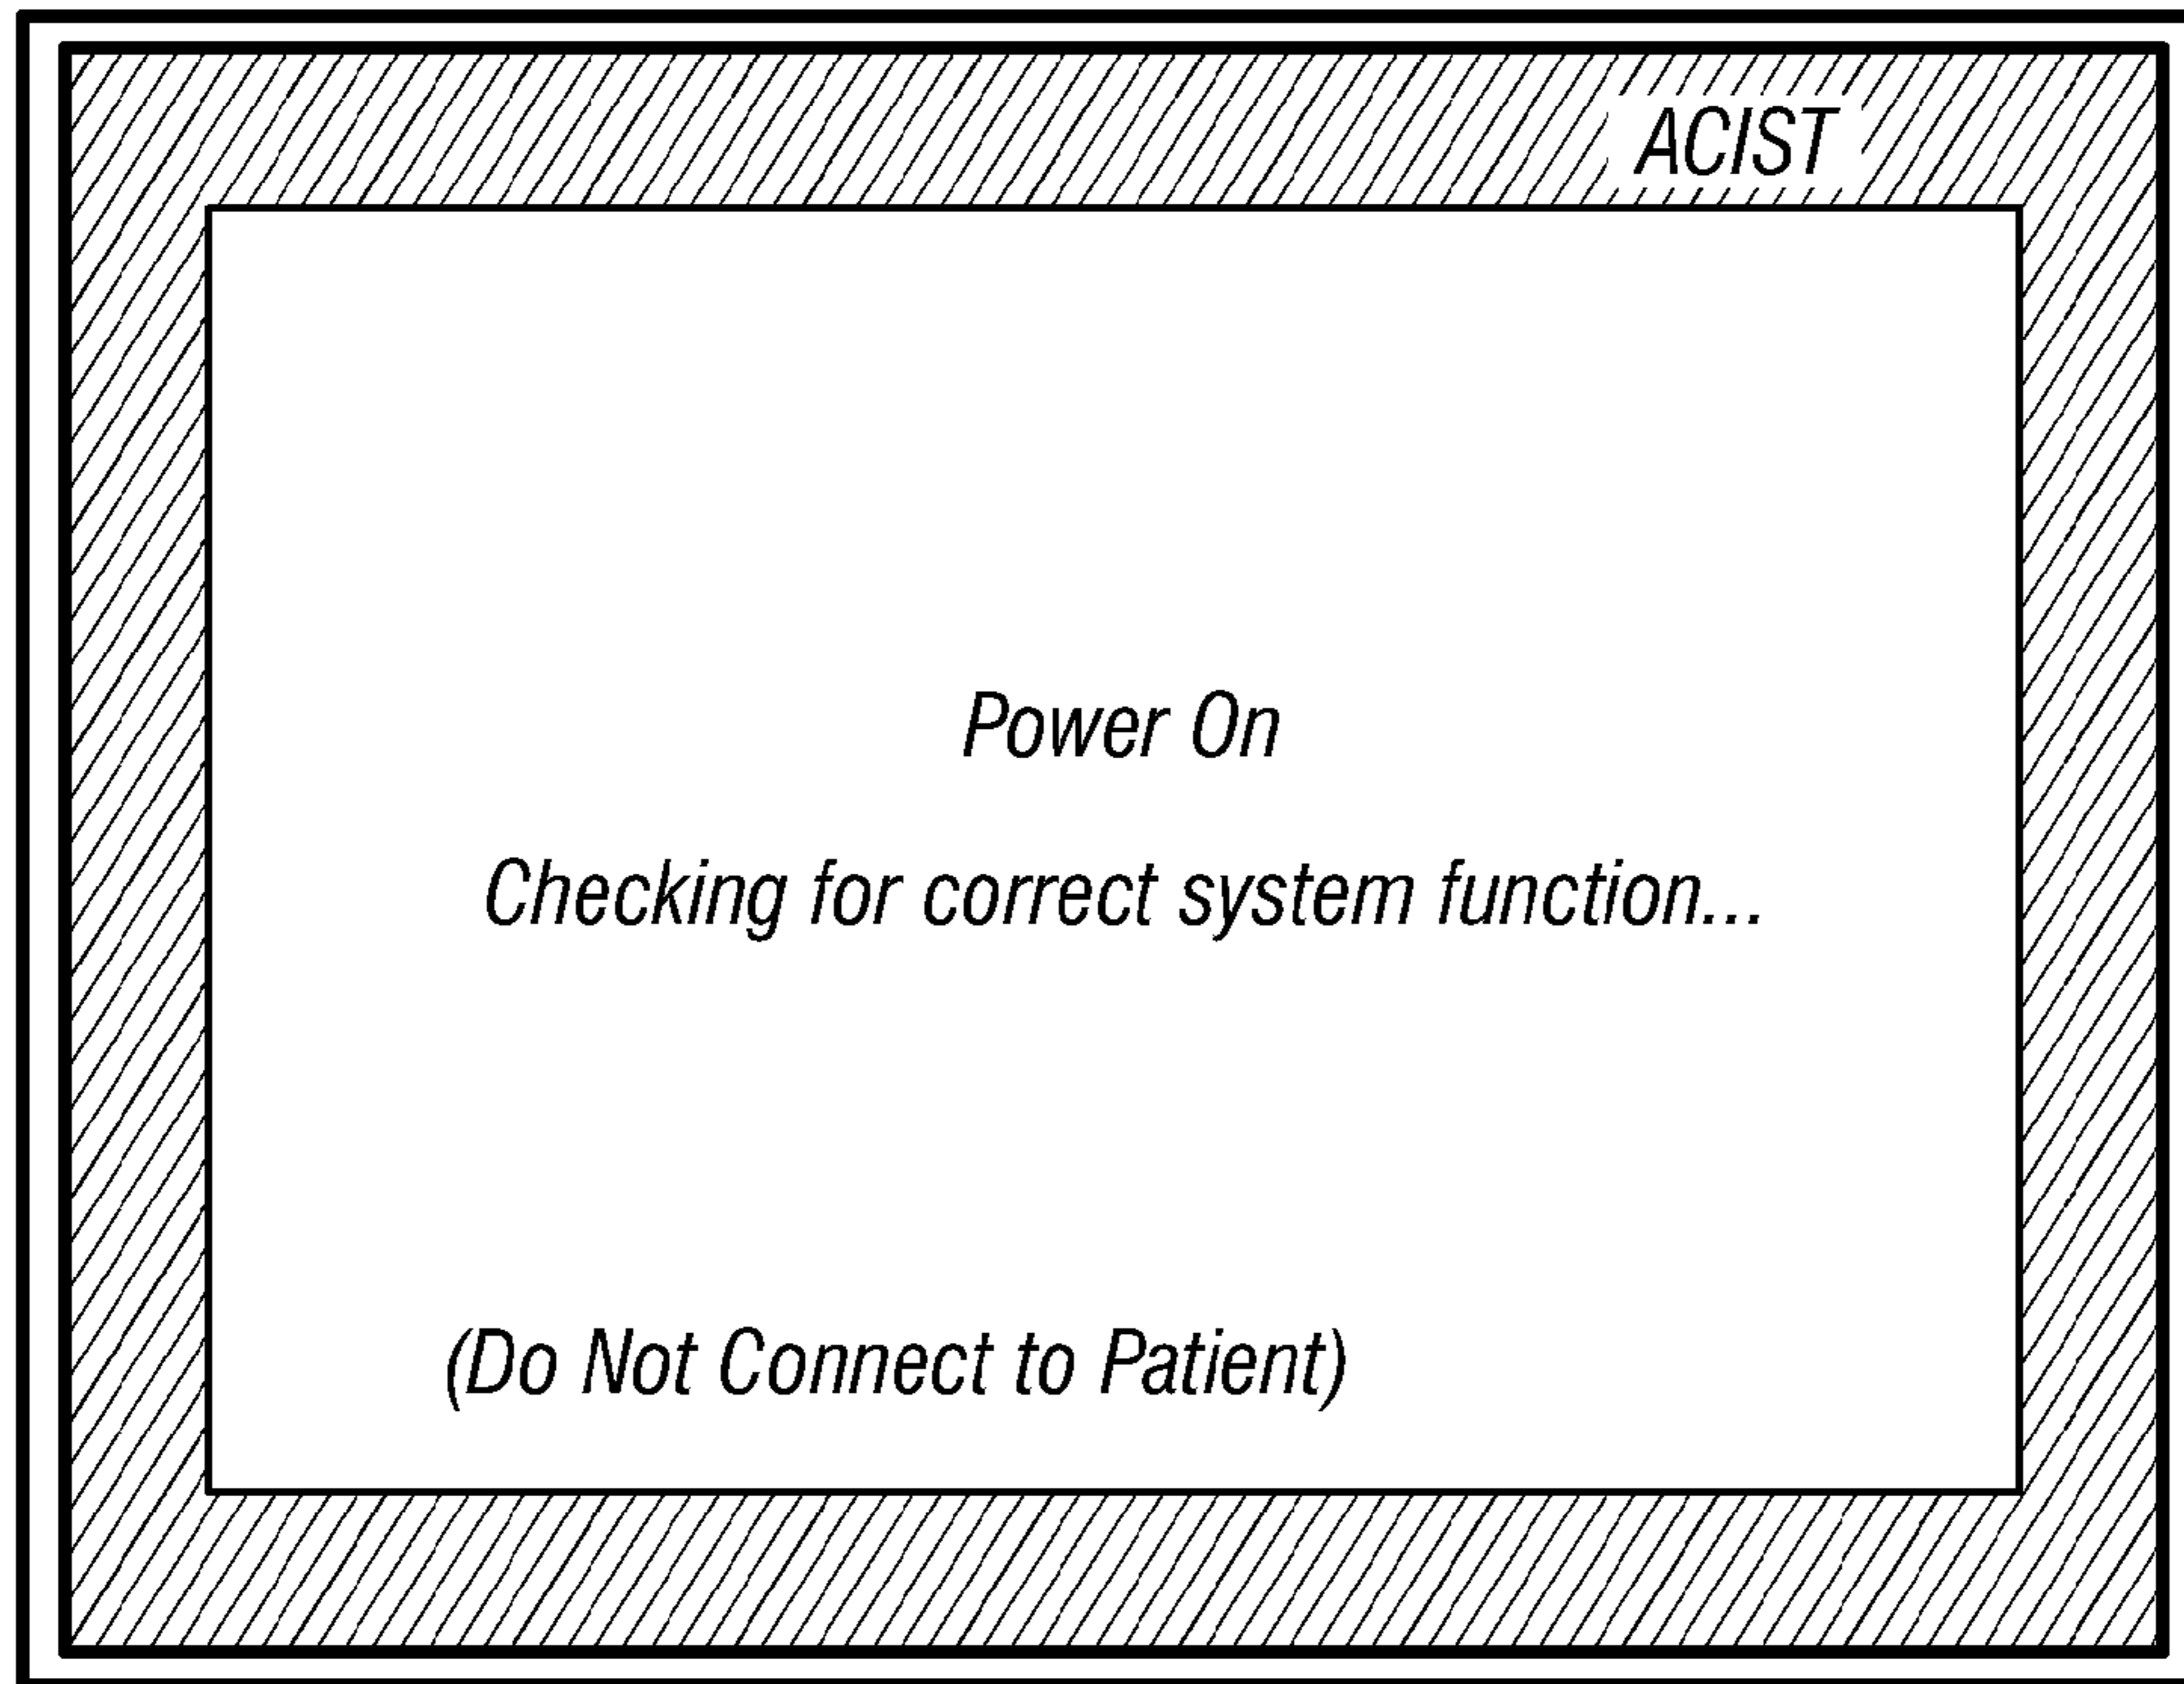 ACIST
Power On
Checking for correct system function...
(Do Not Connect to Patient)